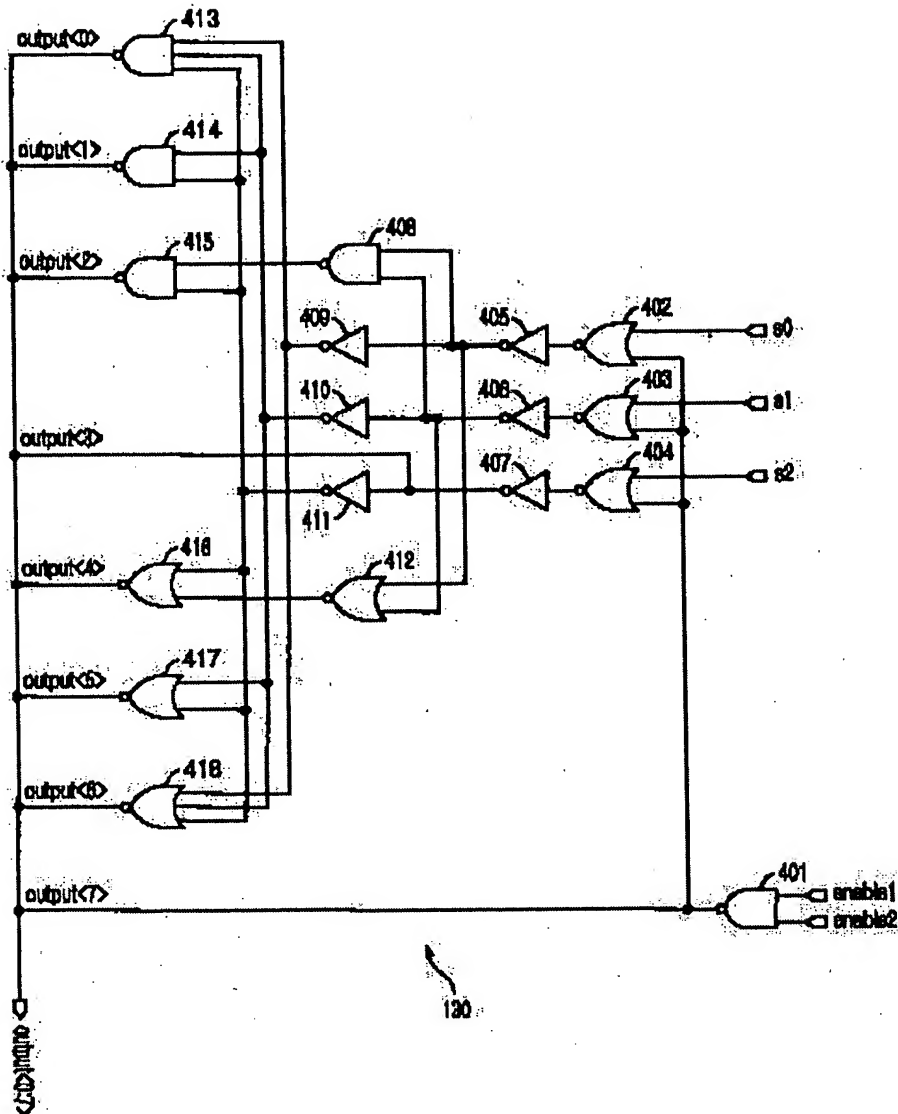 output<0>
413
output<1>
414
output<2>
415
408
409
405
402
s0
410
406
403
s1
output<3>
407
404
s2
411
output<4>
416
412
output<5>
417
output<6>
418
output<7>
401
enable1
enable2
130
output<0:7>